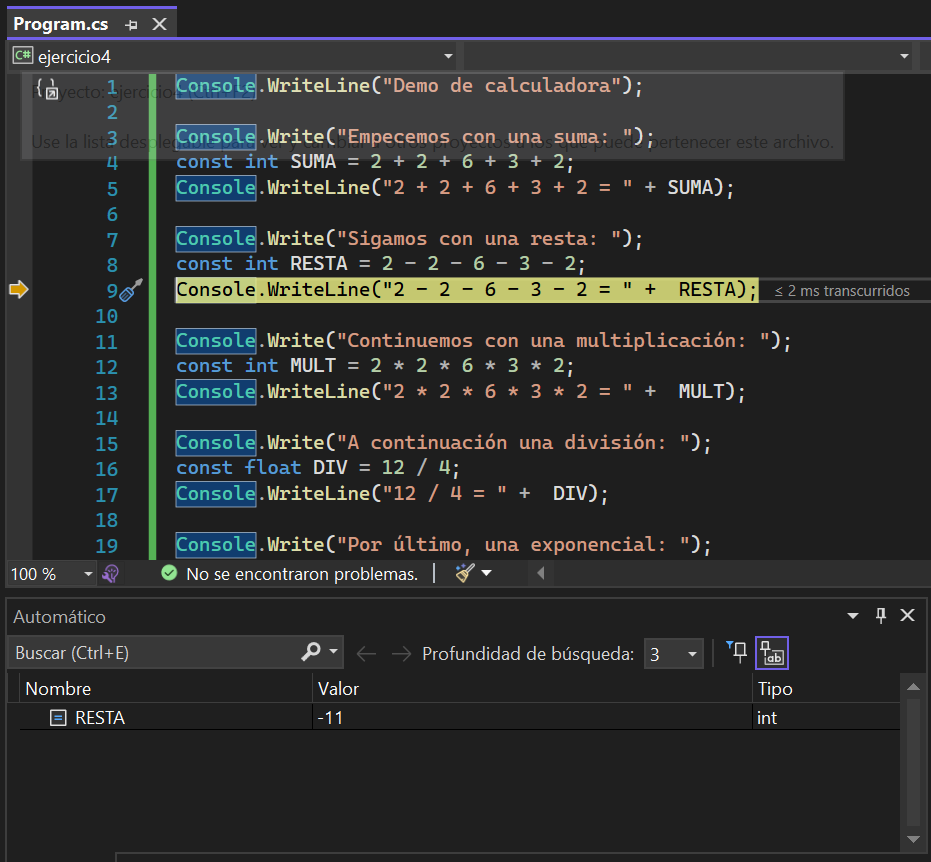 Program.cs
C# ejercicio4
1 Console.WriteLine("Demo de calculadora");
2
3 Console.Write("Empecemos con una suma: ");
Use la lista desplegable para ver y cambiar a otros proyectos a los que puede pertenecer este archivo.
4 const int SUMA = 2 + 2 + 6 + 3 + 2;
5 Console.WriteLine("2 + 2 + 6 + 3 + 2 = " + SUMA);
6
7 Console.Write("Sigamos con una resta: ");
8 const int RESTA = 2 - 2 - 6 - 3 - 2;
9 Console.WriteLine("2 - 2 - 6 - 3 - 2 = " +  RESTA); ≤ 2 ms transcurridos
10
11 Console.Write("Continuemos con una multiplicación: ");
12 const int MULT = 2 * 2 * 6 * 3 * 2;
13 Console.WriteLine("2 * 2 * 6 * 3 * 2 = " +  MULT);
14
15 Console.Write("A continuación una división: ");
16 const float DIV = 12 / 4;
17 Console.WriteLine("12 / 4 = " +  DIV);
18
19 Console.Write("Por último, una exponencial: ");
100 % No se encontraron problemas.
Automático
Buscar (Ctrl+E) Profundidad de búsqueda: 3
Nombre Valor Tipo
RESTA -11 int